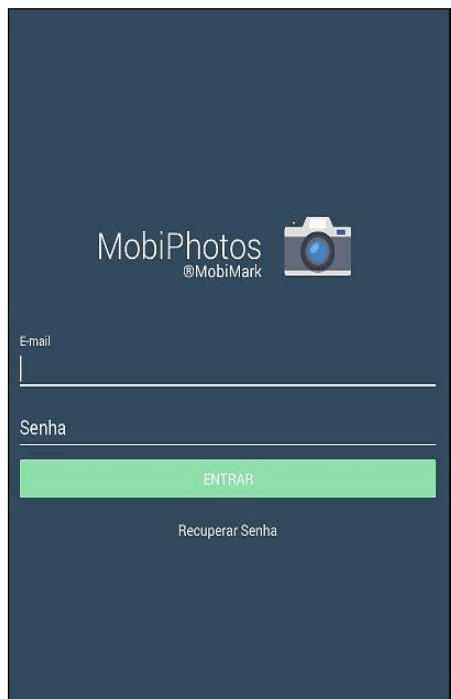 MobiPhotos
®MobiMark
E-mail
Senha
ENTRAR
Recuperar Senha